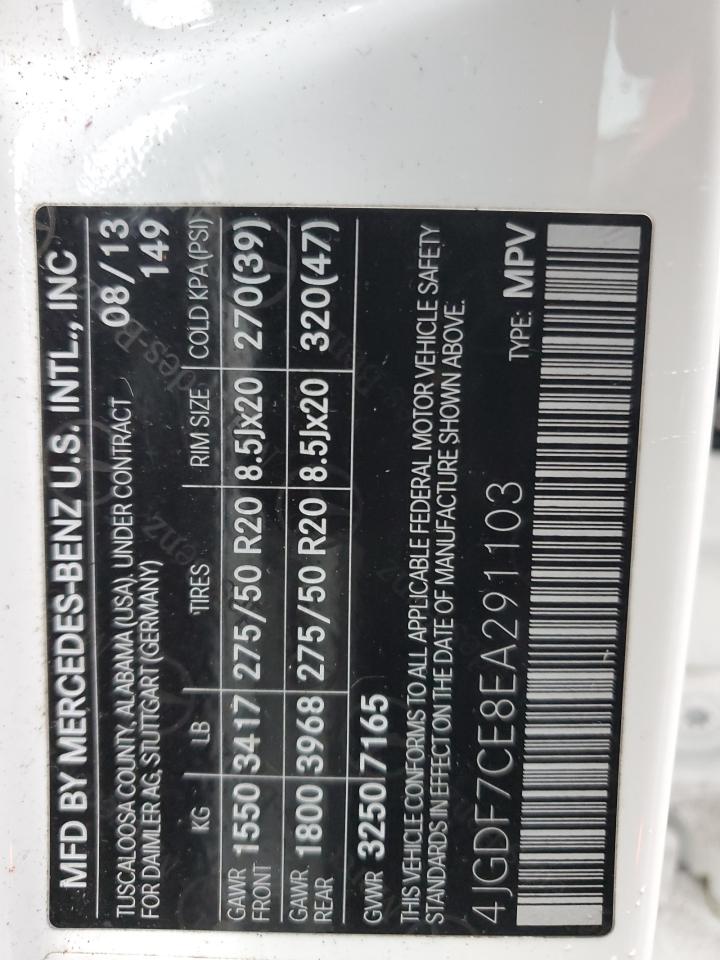 MFD BY MERCEDES-BENZ U.S. INTL., INC
TUSCALOOSA COUNTY, ALABAMA (USA), UNDER CONTRACT 08/13
FOR DAIMLER AG, STUTTGART (GERMANY) 149
KG LB TIRES RIM SIZE COLD KPA (PSI)
GAWR FRONT 1550 3417 275/50 R20 8.5Jx20 270(39)
GAWR REAR 1800 3968 275/50 R20 8.5Jx20 320(47)
GVWR 3250 7165
THIS VEHICLE CONFORMS TO ALL APPLICABLE FEDERAL MOTOR VEHICLE SAFETY
STANDARDS IN EFFECT ON THE DATE OF MANUFACTURE SHOWN ABOVE.
4JGDF7CE8EA291103 TYPE: MPV